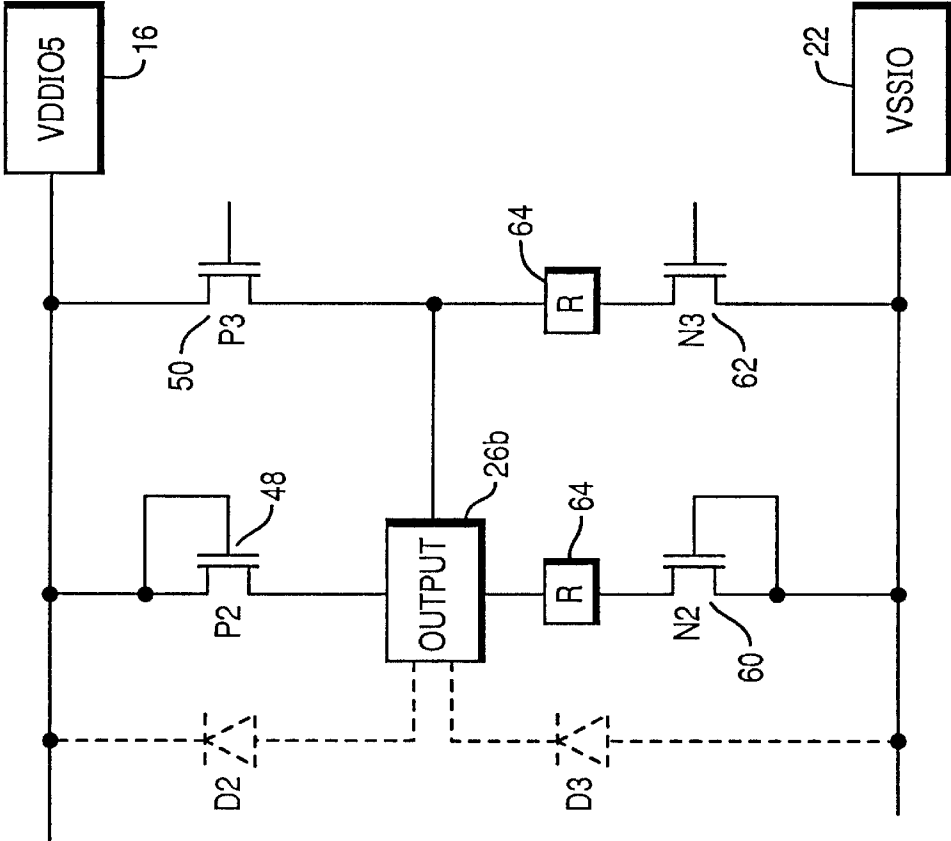 VDDIO5
16
50
P3
64
R
N3
62
VSSIO
22
48
P2
OUTPUT
26b
64
R
N2
60
D2
D3